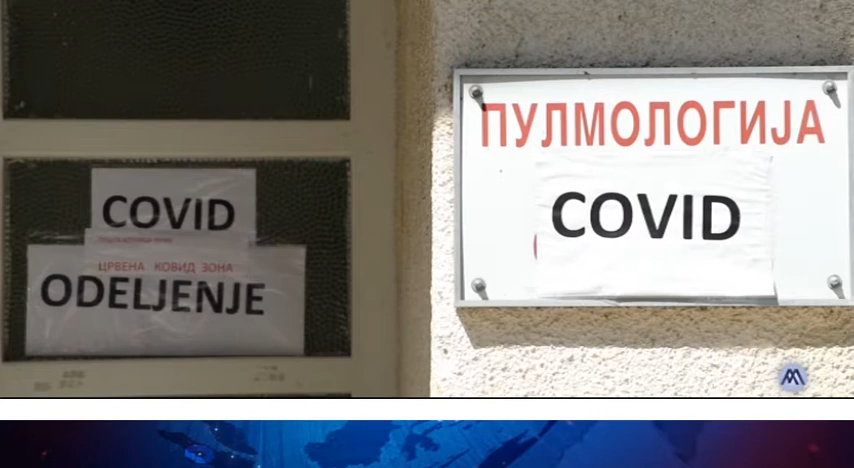 COVID
ЦРВЕНА КОВИД ЗОНА
ODELJENJE
ПУЛМОЛОГИЈА
COVID